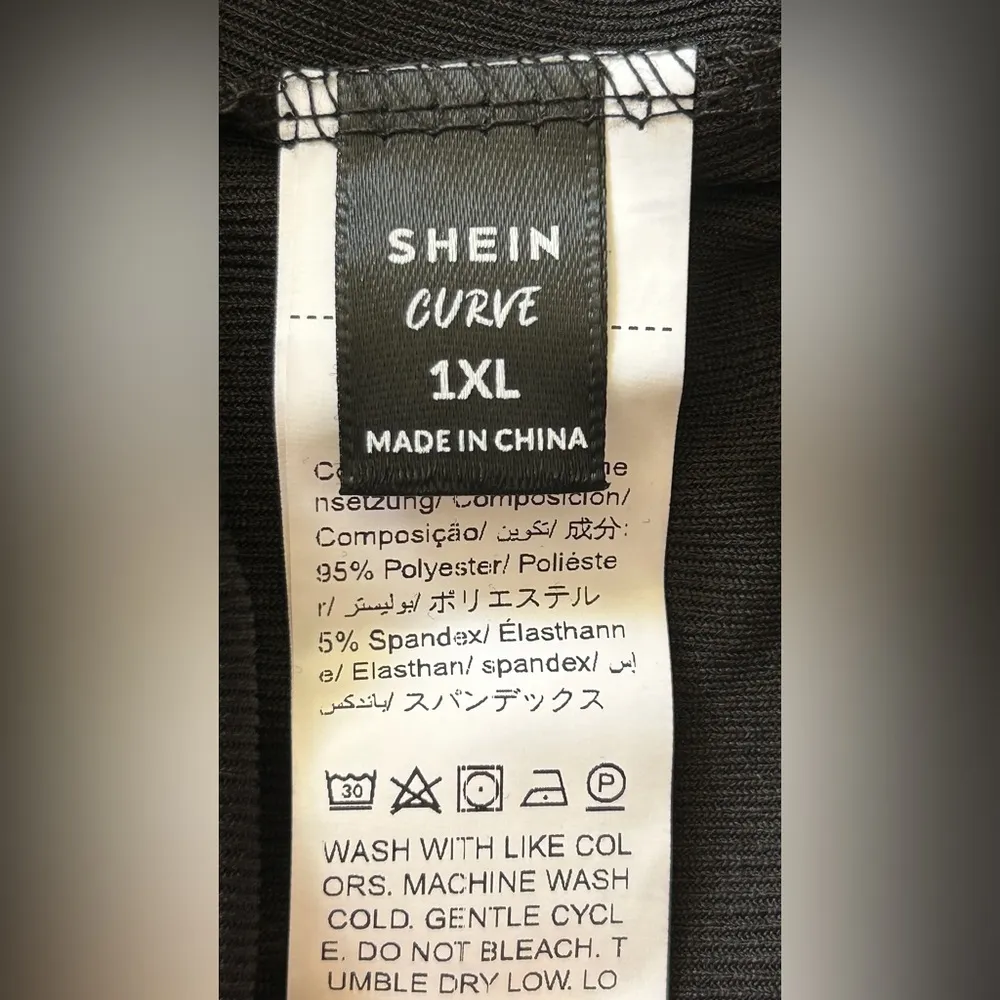 SHEIN
CURVE
1XL
MADE IN CHINA
nsetzung/ Composición/
Composição/ تكوين/ 成分:
95% Polyester/ Poliéste
r/ بوليستر/ ポリエステル
5% Spandex/ Élasthann
e/ Elasthan/ spandex/ إس
باندكس/ スパンデックス
30
P
WASH WITH LIKE COL
ORS. MACHINE WASH
COLD. GENTLE CYCL
E. DO NOT BLEACH. T
UMBLE DRY LOW. LO